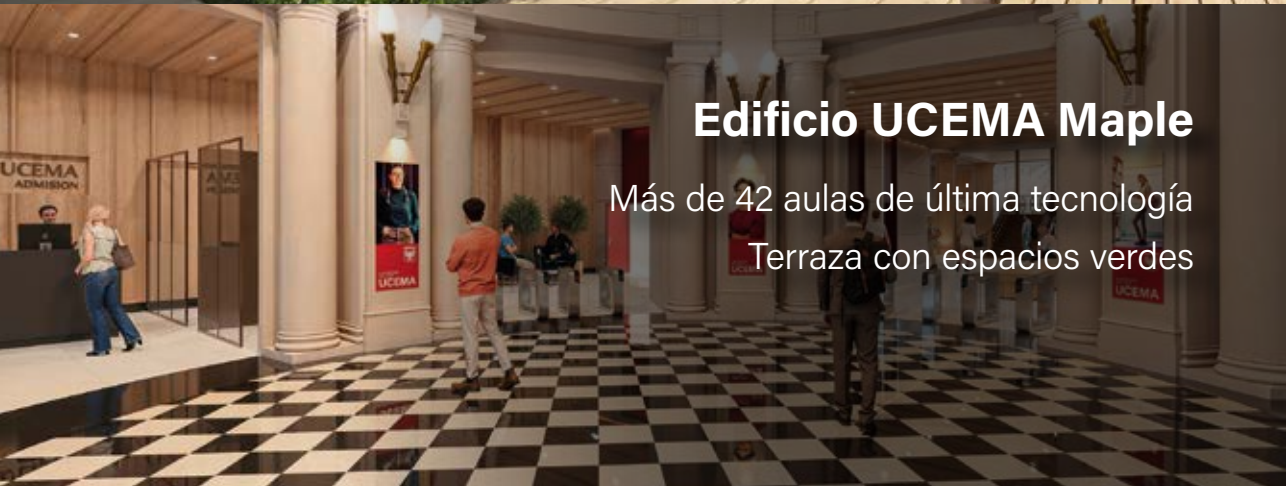 Edificio UCEMA Maple
Más de 42 aulas de última tecnología
Terraza con espacios verdes
UCEMA
ADMISION
UCEMA
UCEMA
UCEMA